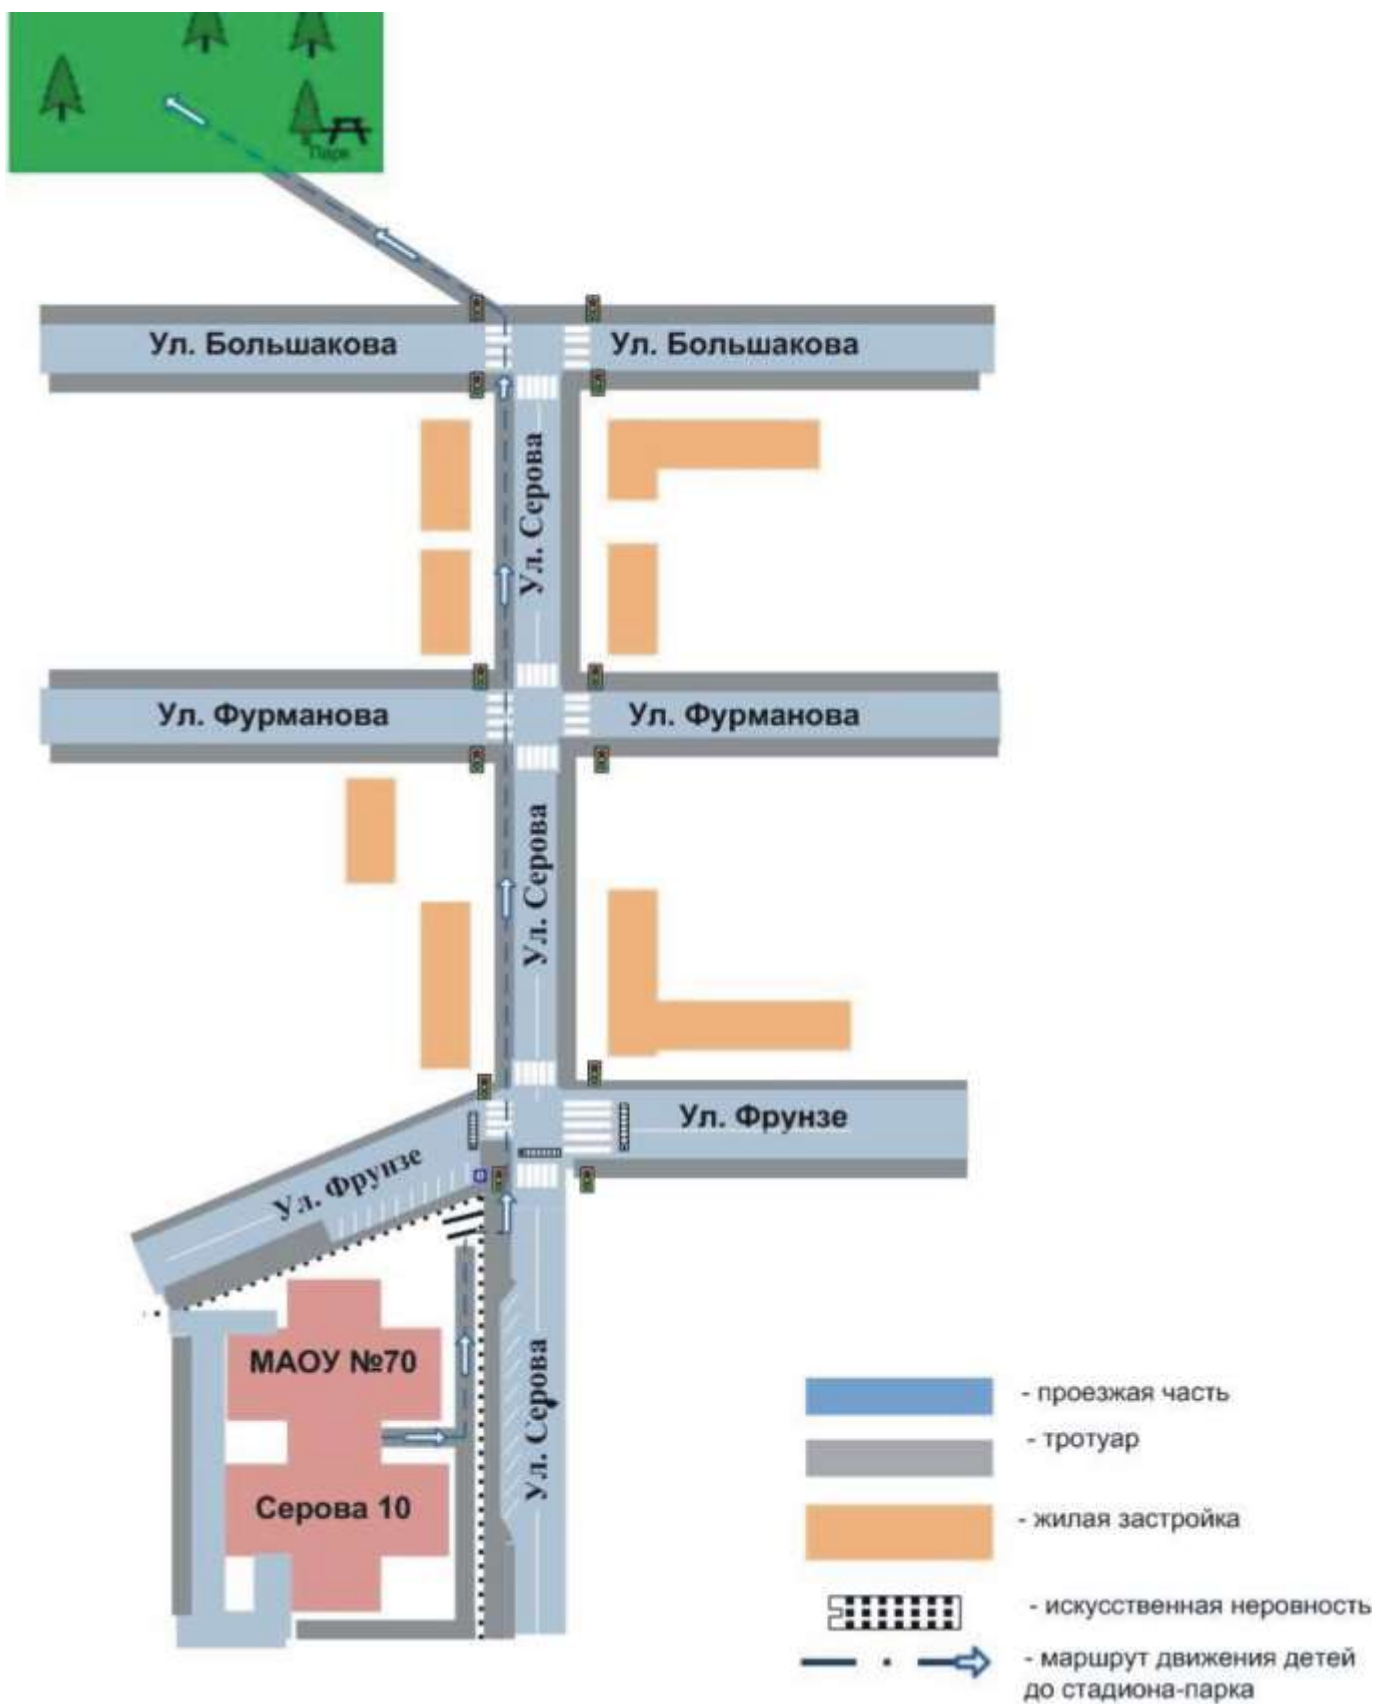 Парк
Ул. Большакова
Ул. Большакова
Ул. Серова
Ул. Фурманова
Ул. Фурманова
Ул. Серова
Ул. Фрунзе
Ул. Фрунзе
МАОУ №70
Серова 10
Ул. Серова
- проезжая часть
- тротуар
- жилая застройка
- искусственная неровность
- маршрут движения детей
до стадиона-парка